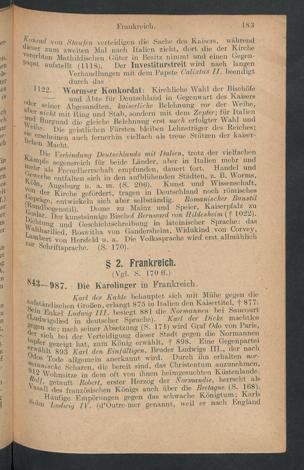 Frankreich. 183
Konrad von Staufen verteidigen die Sache des Kaisers, während
dieser zum zweiten Mal nach Italien zieht, dort die der Kirche
vererbten Mathildischen Güter in Besitz nimmt und einen Gegen-
papst aufstellt (1118). Der Investiturstreit wird nach langen
Verhandlungen mit dem Papste Calixtus II. beendigt
durch das
1122. Wormser Konkordat: Kirchliche Wahl der Bischöfe
und Äbte für Deutschland in Gegenwart des Kaisers
oder seiner Abgesandten, kaiserliche Belehnung vor der Weihe,
aber nicht mit Ring und Stab, sondern mit dem Zepter; für Italien
und Burgund die gleiche Belehnung erst nach erfolgter Wahl und
Weihe. Die geistlichen Fürsten bleiben Lehnsträger des Reiches;
sie erscheinen auch fernerhin vielfach als treue Stützen der kaiser-
lichen Macht.
Die Verbindung Deutschlands mit Italien, trotz der vielfachen
Kämpfe segensreich für beide Länder, aber in Italien mehr und
mehr als Fremdherrschaft empfunden, dauert fort. Handel und
Gewerbe entfalten sich in den aufblühenden Städten, z. B. Worms,
Köln, Augsburg u. a. m. (S. 206). Kunst und Wissenschaft,
von der Kirche gefördert, tragen in Deutschland noch römisches
Gepräge, entwickeln sich aber selbständig. Romanischer Baustil
(Rundbogenstil). Dome zu Mainz und Speier, Kaiserpfalz zu
Goslar. Der kunstsinnige Bischof Bernward von Hildesheim († 1022).
Dichtung und Geschichtschreibung in lateinischer Sprache: das
Waltharilied, Roswitha von Gandersheim, Widukind von Corvey,
Lambert von Hersfeld u. a. Die Volkssprache wird erst allmählich
zur Schriftsprache. (S. 170).
§ 2. Frankreich.
(Vgl. S. 170 ff.)
843—987. Die Karolinger in Frankreich.
Karl der Kahle behauptet sich mit Mühe gegen die
aufständischen Großen, erlangt 875 in Italien den Kaisertitel, † 877.
Sein Enkel Ludwig III. besiegt 881 die Normannen bei Saucourt
(Ludwigslied in deutscher Sprache). Karl der Dicke machtlos
gegen sie; nach seiner Absetzung (S. 171) wird Graf Odo von Paris,
der sich bei der Verteidigung dieser Stadt gegen die Normannen
tapfer gezeigt hat, zum König erwählt, † 898. Eine Gegenpartei
erwählt 893 Karl den Einfältigen, Bruder Ludwigs III., der nach
Odos Tode allgemein anerkannt wird. Durch ihn erhalten nor-
mannische Scharen, die bereit sind, das Christentum anzunehmen,
912 Wohnsitze in dem oft von ihnen heimgesuchten Küstenlande.
Rolf, getauft Robert, erster Herzog der Normandie, herrscht als
Vasall des französischen Königs auch über die Bretagne (S. 168).
Häufige Empörungen gegen das schwache Königtum; Karls
Sohn Ludwig IV. (d'Outre-mer genannt, weil er nach England